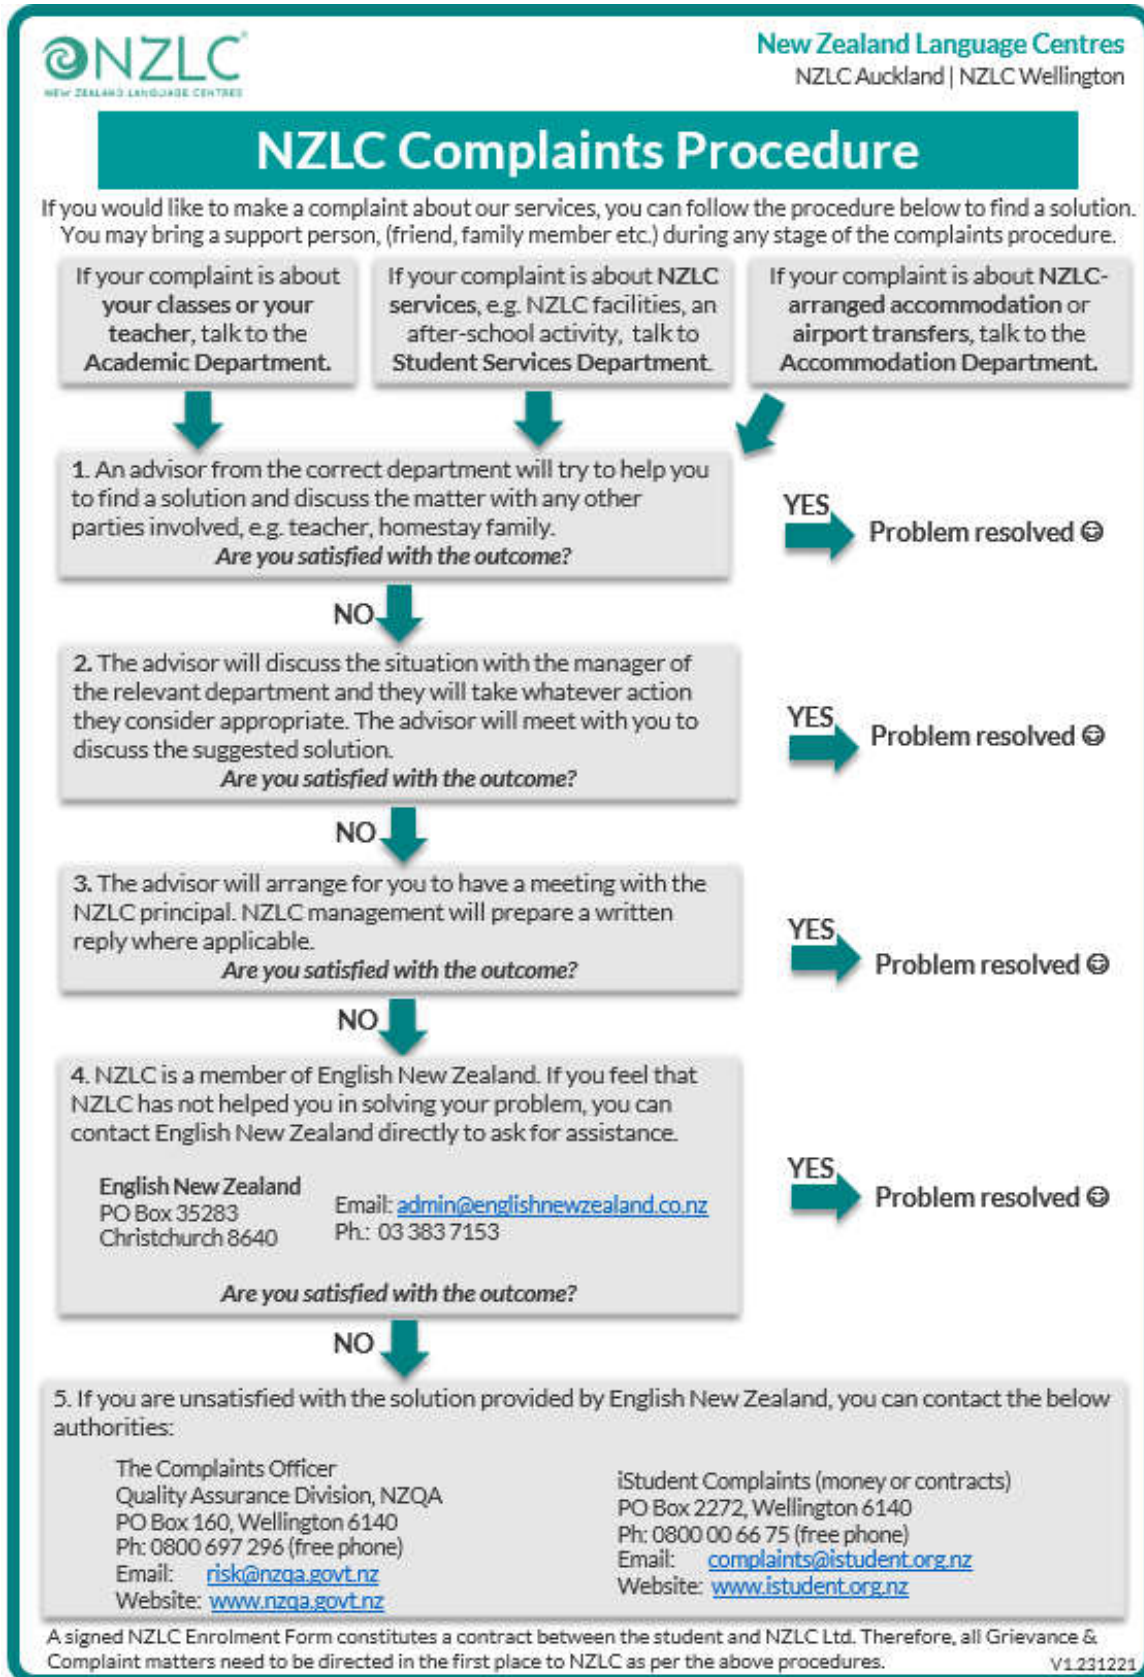 NZLC
NEW ZEALAND LANGUAGE CENTRES
New Zealand Language Centres
NZLC Auckland | NZLC Wellington
NZLC Complaints Procedure
If you would like to make a complaint about our services, you can follow the procedure below to find a solution.
You may bring a support person, (friend, family member etc.) during any stage of the complaints procedure.
If your complaint is about
your classes or your
teacher, talk to the
Academic Department.
If your complaint is about NZLC
services, e.g. NZLC facilities, an
after-school activity, talk to
Student Services Department.
If your complaint is about NZLC-
arranged accommodation or
airport transfers, talk to the
Accommodation Department.
1. An advisor from the correct department will try to help you
to find a solution and discuss the matter with any other
parties involved, e.g. teacher, homestay family.
Are you satisfied with the outcome?
YES
Problem resolved ☺
NO
2. The advisor will discuss the situation with the manager of
the relevant department and they will take whatever action
they consider appropriate. The advisor will meet with you to
discuss the suggested solution.
Are you satisfied with the outcome?
YES
Problem resolved ☺
NO
3. The advisor will arrange for you to have a meeting with the
NZLC principal. NZLC management will prepare a written
reply where applicable.
Are you satisfied with the outcome?
YES
Problem resolved ☺
NO
4. NZLC is a member of English New Zealand. If you feel that
NZLC has not helped you in solving your problem, you can
contact English New Zealand directly to ask for assistance.
English New Zealand
PO Box 35283
Christchurch 8640
Email: admin@englishnewzealand.co.nz
Ph.: 03 383 7153
Are you satisfied with the outcome?
YES
Problem resolved ☺
NO
5. If you are unsatisfied with the solution provided by English New Zealand, you can contact the below
authorities:
The Complaints Officer
Quality Assurance Division, NZQA
PO Box 160, Wellington 6140
Ph: 0800 697 296 (free phone)
Email: risk@nzqa.govt.nz
Website: www.nzqa.govt.nz
iStudent Complaints (money or contracts)
PO Box 2272, Wellington 6140
Ph: 0800 00 66 75 (free phone)
Email: complaints@istudent.org.nz
Website: www.istudent.org.nz
A signed NZLC Enrolment Form constitutes a contract between the student and NZLC Ltd. Therefore, all Grievance &
Complaint matters need to be directed in the first place to NZLC as per the above procedures.
V1.231221